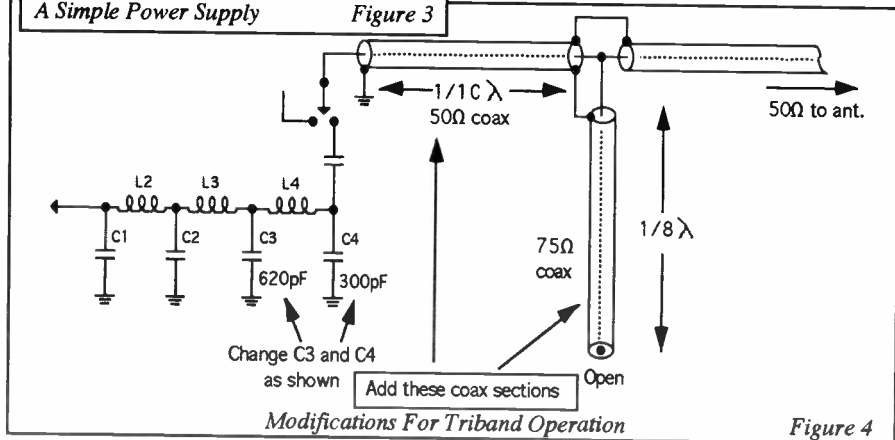 A Simple Power Supply Figure 3
1/10 λ
50Ω coax
50Ω to ant.
L2 L3 L4
C1 C2 C3 C4
620pF 300pF
75Ω
coax
1/8 λ
Change C3 and C4
as shown
Add these coax sections
Open
Modifications For Triband Operation Figure 4